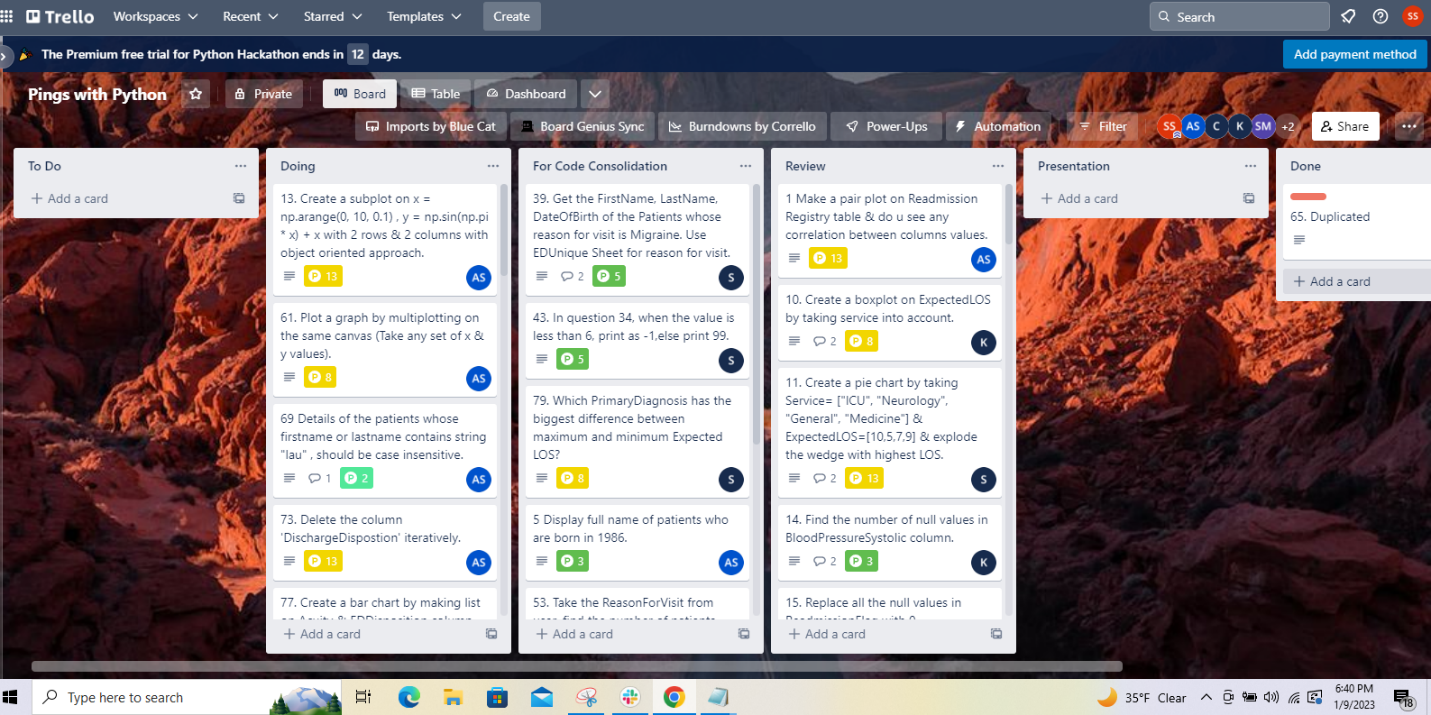 Trello Workspaces Recent Starred Templates Create Search SS
The Premium free trial for Python Hackathon ends in 12 days. Add payment method
Pings with Python Private Board Table Dashboard
Imports by Blue Cat Board Genius Sync Burndowns by Corrello Power-Ups Automation Filter SS AS C K SM +2 Share
To Do
Add a card
Doing
13. Create a subplot on x =
np.arange(0, 10, 0.1) , y = np.sin(np.pi
* x) + x with 2 rows & 2 columns with
object oriented approach.
P 13 AS
61. Plot a graph by multiplotting on
the same canvas (Take any set of x &
y values).
P 8 AS
69 Details of the patients whose
firstname or lastname contains string
"lau" , should be case insensitive.
1 P 2 AS
73. Delete the column
'DischargeDispostion' iteratively.
P 13 AS
77. Create a bar chart by making list
Add a card
For Code Consolidation
39. Get the FirstName, LastName,
DateOfBirth of the Patients whose
reason for visit is Migraine. Use
EDUnique Sheet for reason for visit.
2 P 5 S
43. In question 34, when the value is
less than 6, print as -1,else print 99.
P 5 S
79. Which PrimaryDiagnosis has the
biggest difference between
maximum and minimum Expected
LOS?
P 8 S
5 Display full name of patients who
are born in 1986.
P 3 AS
53. Take the ReasonForVisit from
Add a card
Review
1 Make a pair plot on Readmission
Registry table & do u see any
correlation between columns values.
P 13 AS
10. Create a boxplot on ExpectedLOS
by taking service into account.
2 P 8 K
11. Create a pie chart by taking
Service= ["ICU", "Neurology",
"General", "Medicine"] &
ExpectedLOS=[10,5,7,9] & explode
the wedge with highest LOS.
2 P 13 S
14. Find the number of null values in
BloodPressureSystolic column.
2 P 3 K
15. Replace all the null values in
Add a card
Presentation
Add a card
Done
65. Duplicated
Add a card
Type here to search
35°F Clear
6:40 PM
1/9/2023
18